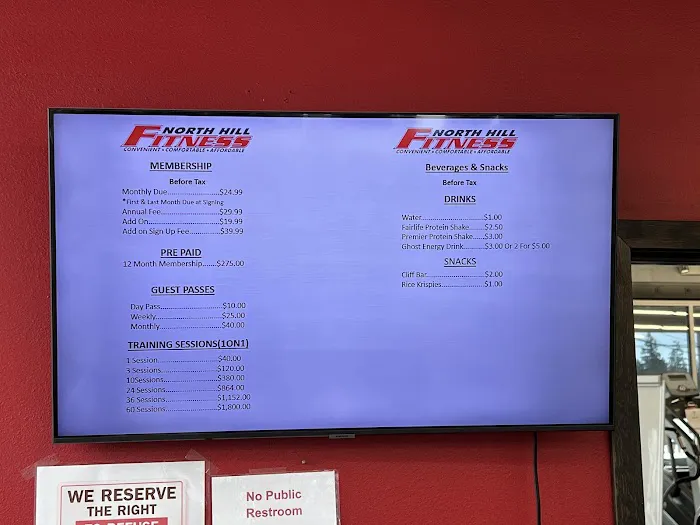 NORTH HILL
FITNESS
CONVENIENT • COMFORTABLE • AFFORDABLE
MEMBERSHIP
Before Tax
Monthly Due.....................$24.99
*First & Last Month Due at Signing
Annual Fee.......................$29.99
Add On............................$19.99
Add on Sign Up Fee..........$39.99
PRE PAID
12 Month Membership.......$275.00
GUEST PASSES
Day Pass...........................$10.00
Weekly.............................$25.00
Monthly...........................$40.00
TRAINING SESSIONS(1ON1)
1 Session..........................$40.00
3 Sessions........................$120.00
10Sessions.......................$380.00
24 Sessions......................$864.00
36 Sessions......................$1,152.00
60 Sessions......................$1,800.00
NORTH HILL
FITNESS
CONVENIENT • COMFORTABLE • AFFORDABLE
Beverages & Snacks
Before Tax
DRINKS
Water............................$1.00
Fairlife Protein Shake.......$2.50
Premier Protein Shake.....$3.00
Ghost Energy Drink.........$3.00 Or 2 For $5.00
SNACKS
Cliff Bar...........................$2.00
Rice Krispies....................$1.00
WE RESERVE
THE RIGHT
TO REFUSE
No Public
Restroom